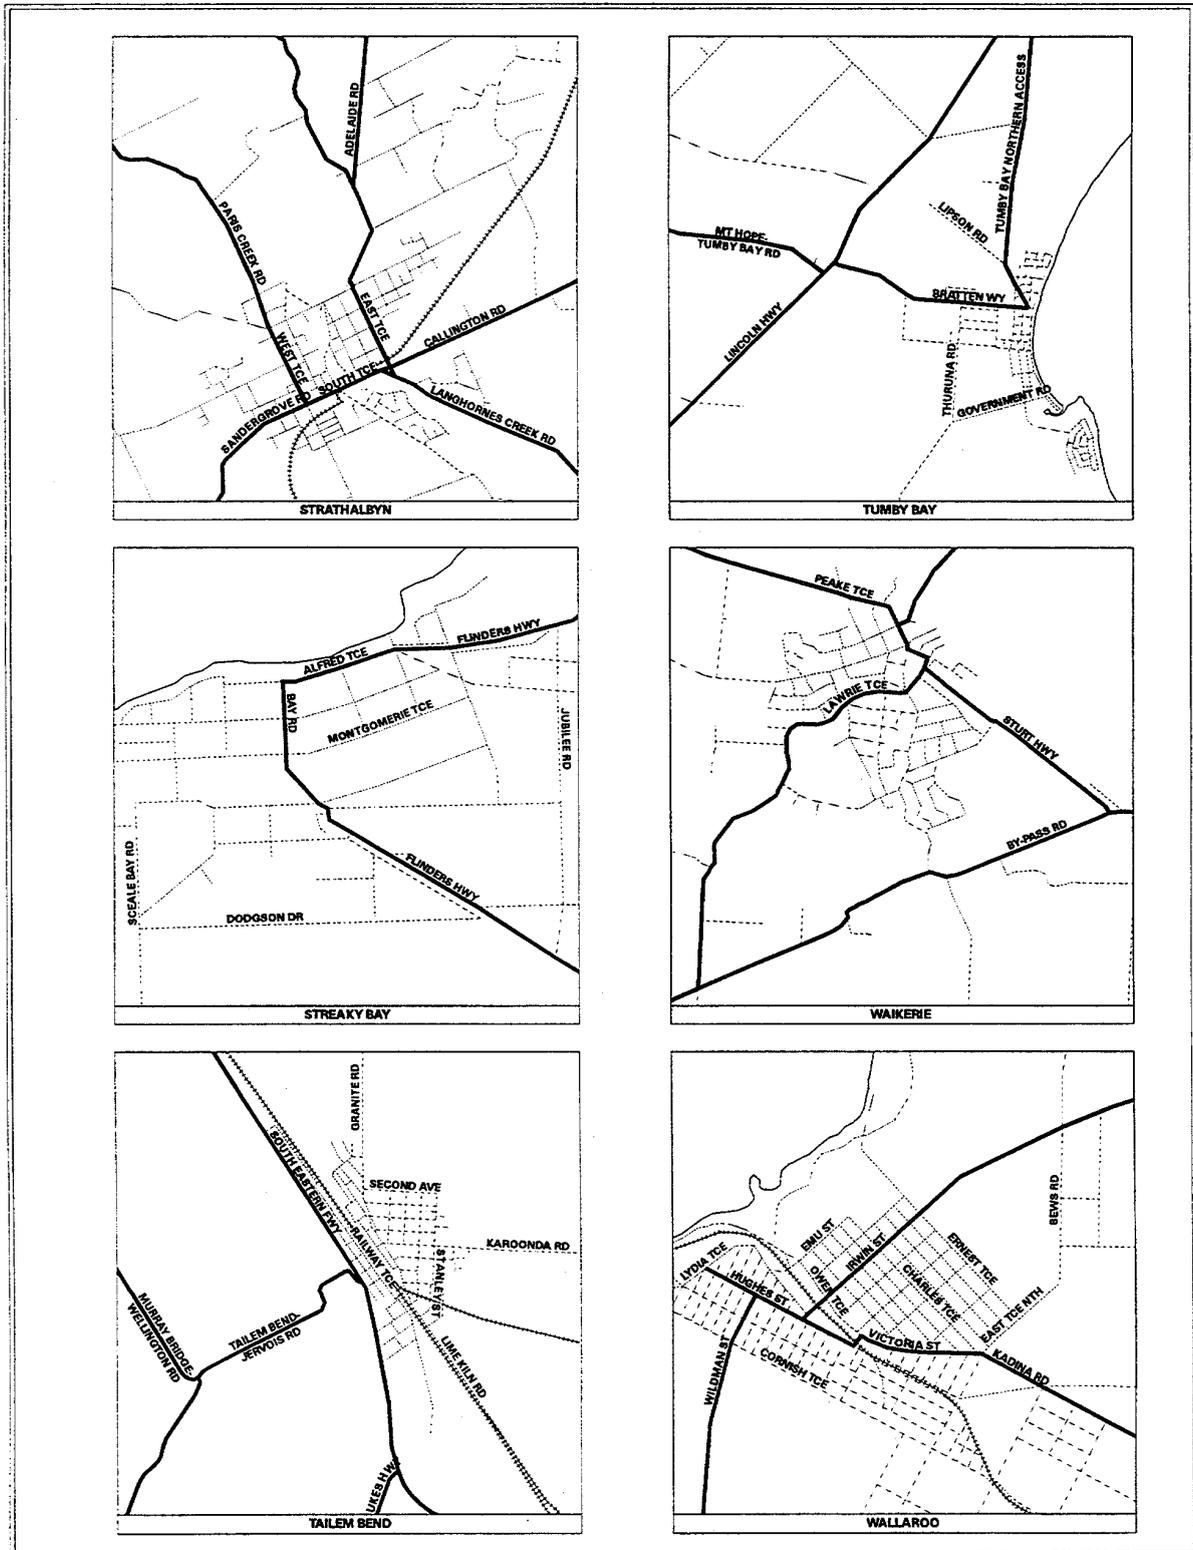 ADELAIDE RD
PARIS CREEK RD
EAST TCE
CALLINGTON RD
WEST TCE
SOUTH TCE
SANDERGROVE RD
LANGHORNES CREEK RD
STRATHALBYN
TUMBY BAY NORTHERN ACCESS
LIPSON RD
MT HOPE-
TUMBY BAY RD
BRATTEN WY
LINCOLN HWY
THURUNA RD
GOVERNMENT RD
TUMBY BAY
FLINDERS HWY
ALFRED TCE
BAY RD
MONTGOMERIE TCE
JUBILEE RD
SCEALE BAY RD
FLINDERS HWY
DODGSON DR
STREAKY BAY
PEAKE TCE
LAWRIE TCE
STURT HWY
BY-PASS RD
WAIKERIE
GRANITE RD
SOUTH EASTERN FWY
SECOND AVE
RAILWAY TCE
KAROONDA RD
STANLEY ST
MURRAY BRIDGE-
WELLINGTON RD
TAILEM BEND-
JERVOIS RD
LIME KILN RD
UKES HW
TAILEM BEND
BEWS RD
EMU ST
IRWIN ST
ERNEST TCE
LYDIA TCE
HUGHES ST
OWEN TCE
CHARLES TCE
EAST TCE NTH
VICTORIA ST
KADINA RD
WILDMAN ST
CORNISH TCE
WALLAROO